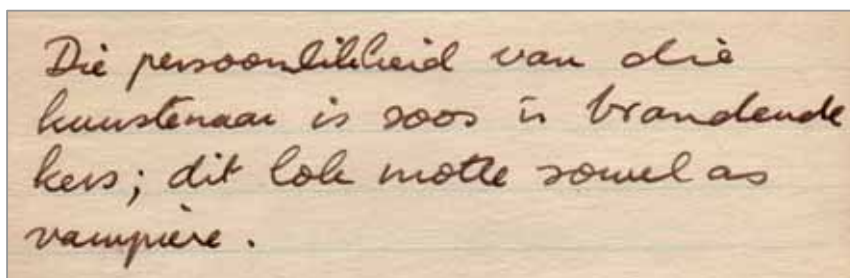 Die persoonlikheid van die
kunstenaar is soos 'n brandende
kers; dit lok motte sowel as
vampiere.